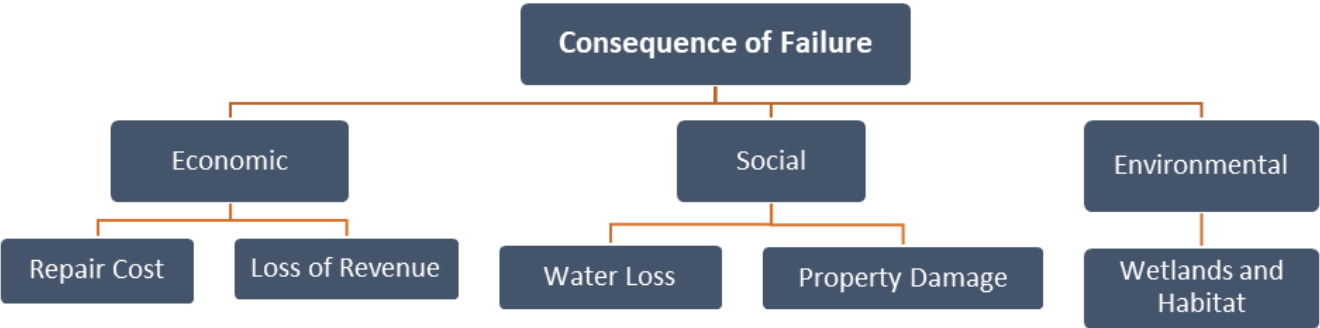 Consequence of Failure
Economic
Social
Environmental
Repair Cost
Loss of Revenue
Water Loss
Property Damage
Wetlands and
Habitat